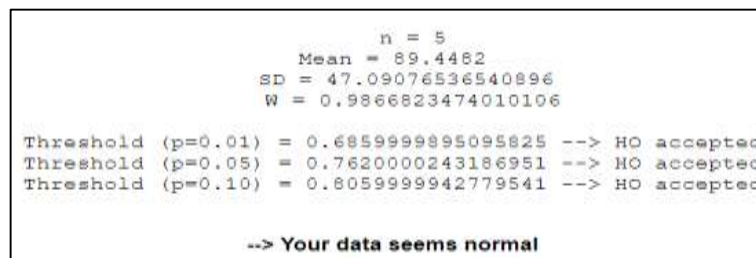 n = 5
Mean = 89.4482
SD = 47.09076536540896
W = 0.9866823474010106
Threshold (p=0.01) = 0.6859999895095825 --> HO accepted
Threshold (p=0.05) = 0.7620000243186951 --> HO accepted
Threshold (p=0.10) = 0.8059999942779541 --> HO accepted
--> Your data seems normal